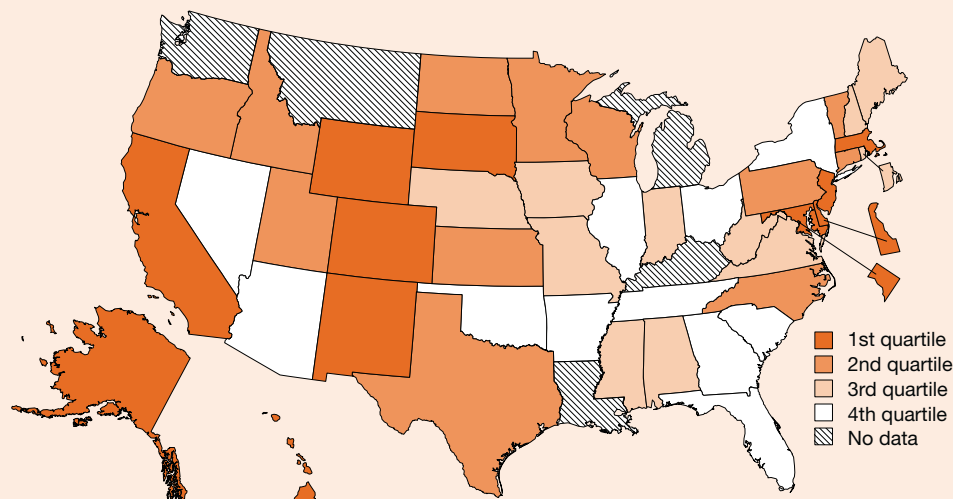 1st quartile
2nd quartile
3rd quartile
4th quartile
No data